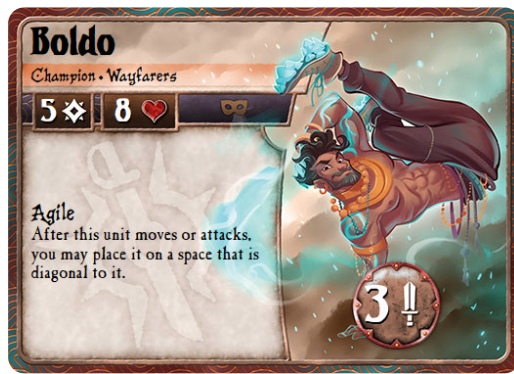 Boldo
Champion • Wayfarers
5 8
Agile
After this unit moves or attacks,
you may place it on a space that is
diagonal to it.
3